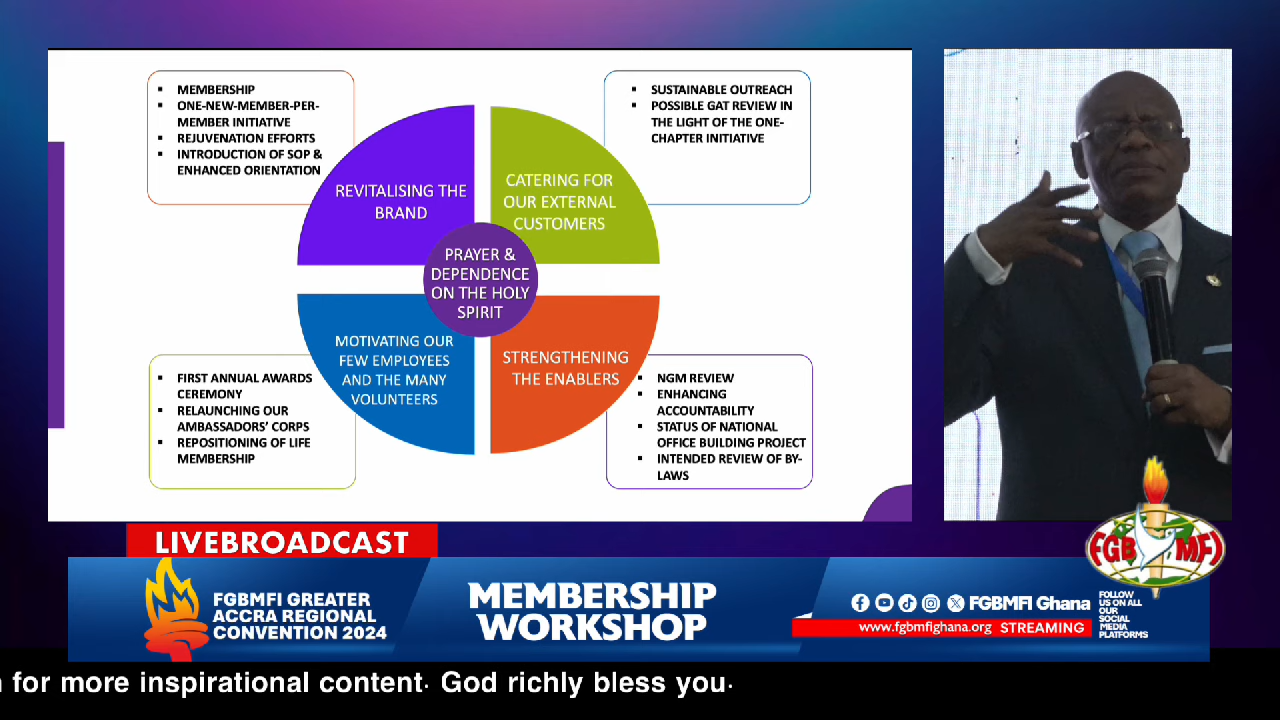 ▪ MEMBERSHIP
▪ ONE-NEW-MEMBER-PER-
MEMBER INITIATIVE
▪ REJUVENATION EFFORTS
▪ INTRODUCTION OF SOP &
ENHANCED ORIENTATION
▪ SUSTAINABLE OUTREACH
▪ POSSIBLE GAT REVIEW IN
THE LIGHT OF THE ONE-
CHAPTER INITIATIVE
REVITALISING THE
BRAND
CATERING FOR
OUR EXTERNAL
CUSTOMERS
PRAYER &
DEPENDENCE
ON THE HOLY
SPIRIT
MOTIVATING OUR
FEW EMPLOYEES
AND THE MANY
VOLUNTEERS
STRENGTHENING
THE ENABLERS
▪ FIRST ANNUAL AWARDS
CEREMONY
▪ RELAUNCHING OUR
AMBASSADORS' CORPS
▪ REPOSITIONING OF LIFE
MEMBERSHIP
▪ NGM REVIEW
▪ ENHANCING
ACCOUNTABILITY
▪ STATUS OF NATIONAL
OFFICE BUILDING PROJECT
▪ INTENDED REVIEW OF BY-
LAWS
LIVEBROADCAST
FGBMFI GREATER
ACCRA REGIONAL
CONVENTION 2024
MEMBERSHIP
WORKSHOP
FGBMFI Ghana
www.fgbmfighana.org STREAMING
FOLLOW
US ON ALL
OUR
SOCIAL
MEDIA
PLATFORMS
FGB MFI
for more inspirational content. God richly bless you.